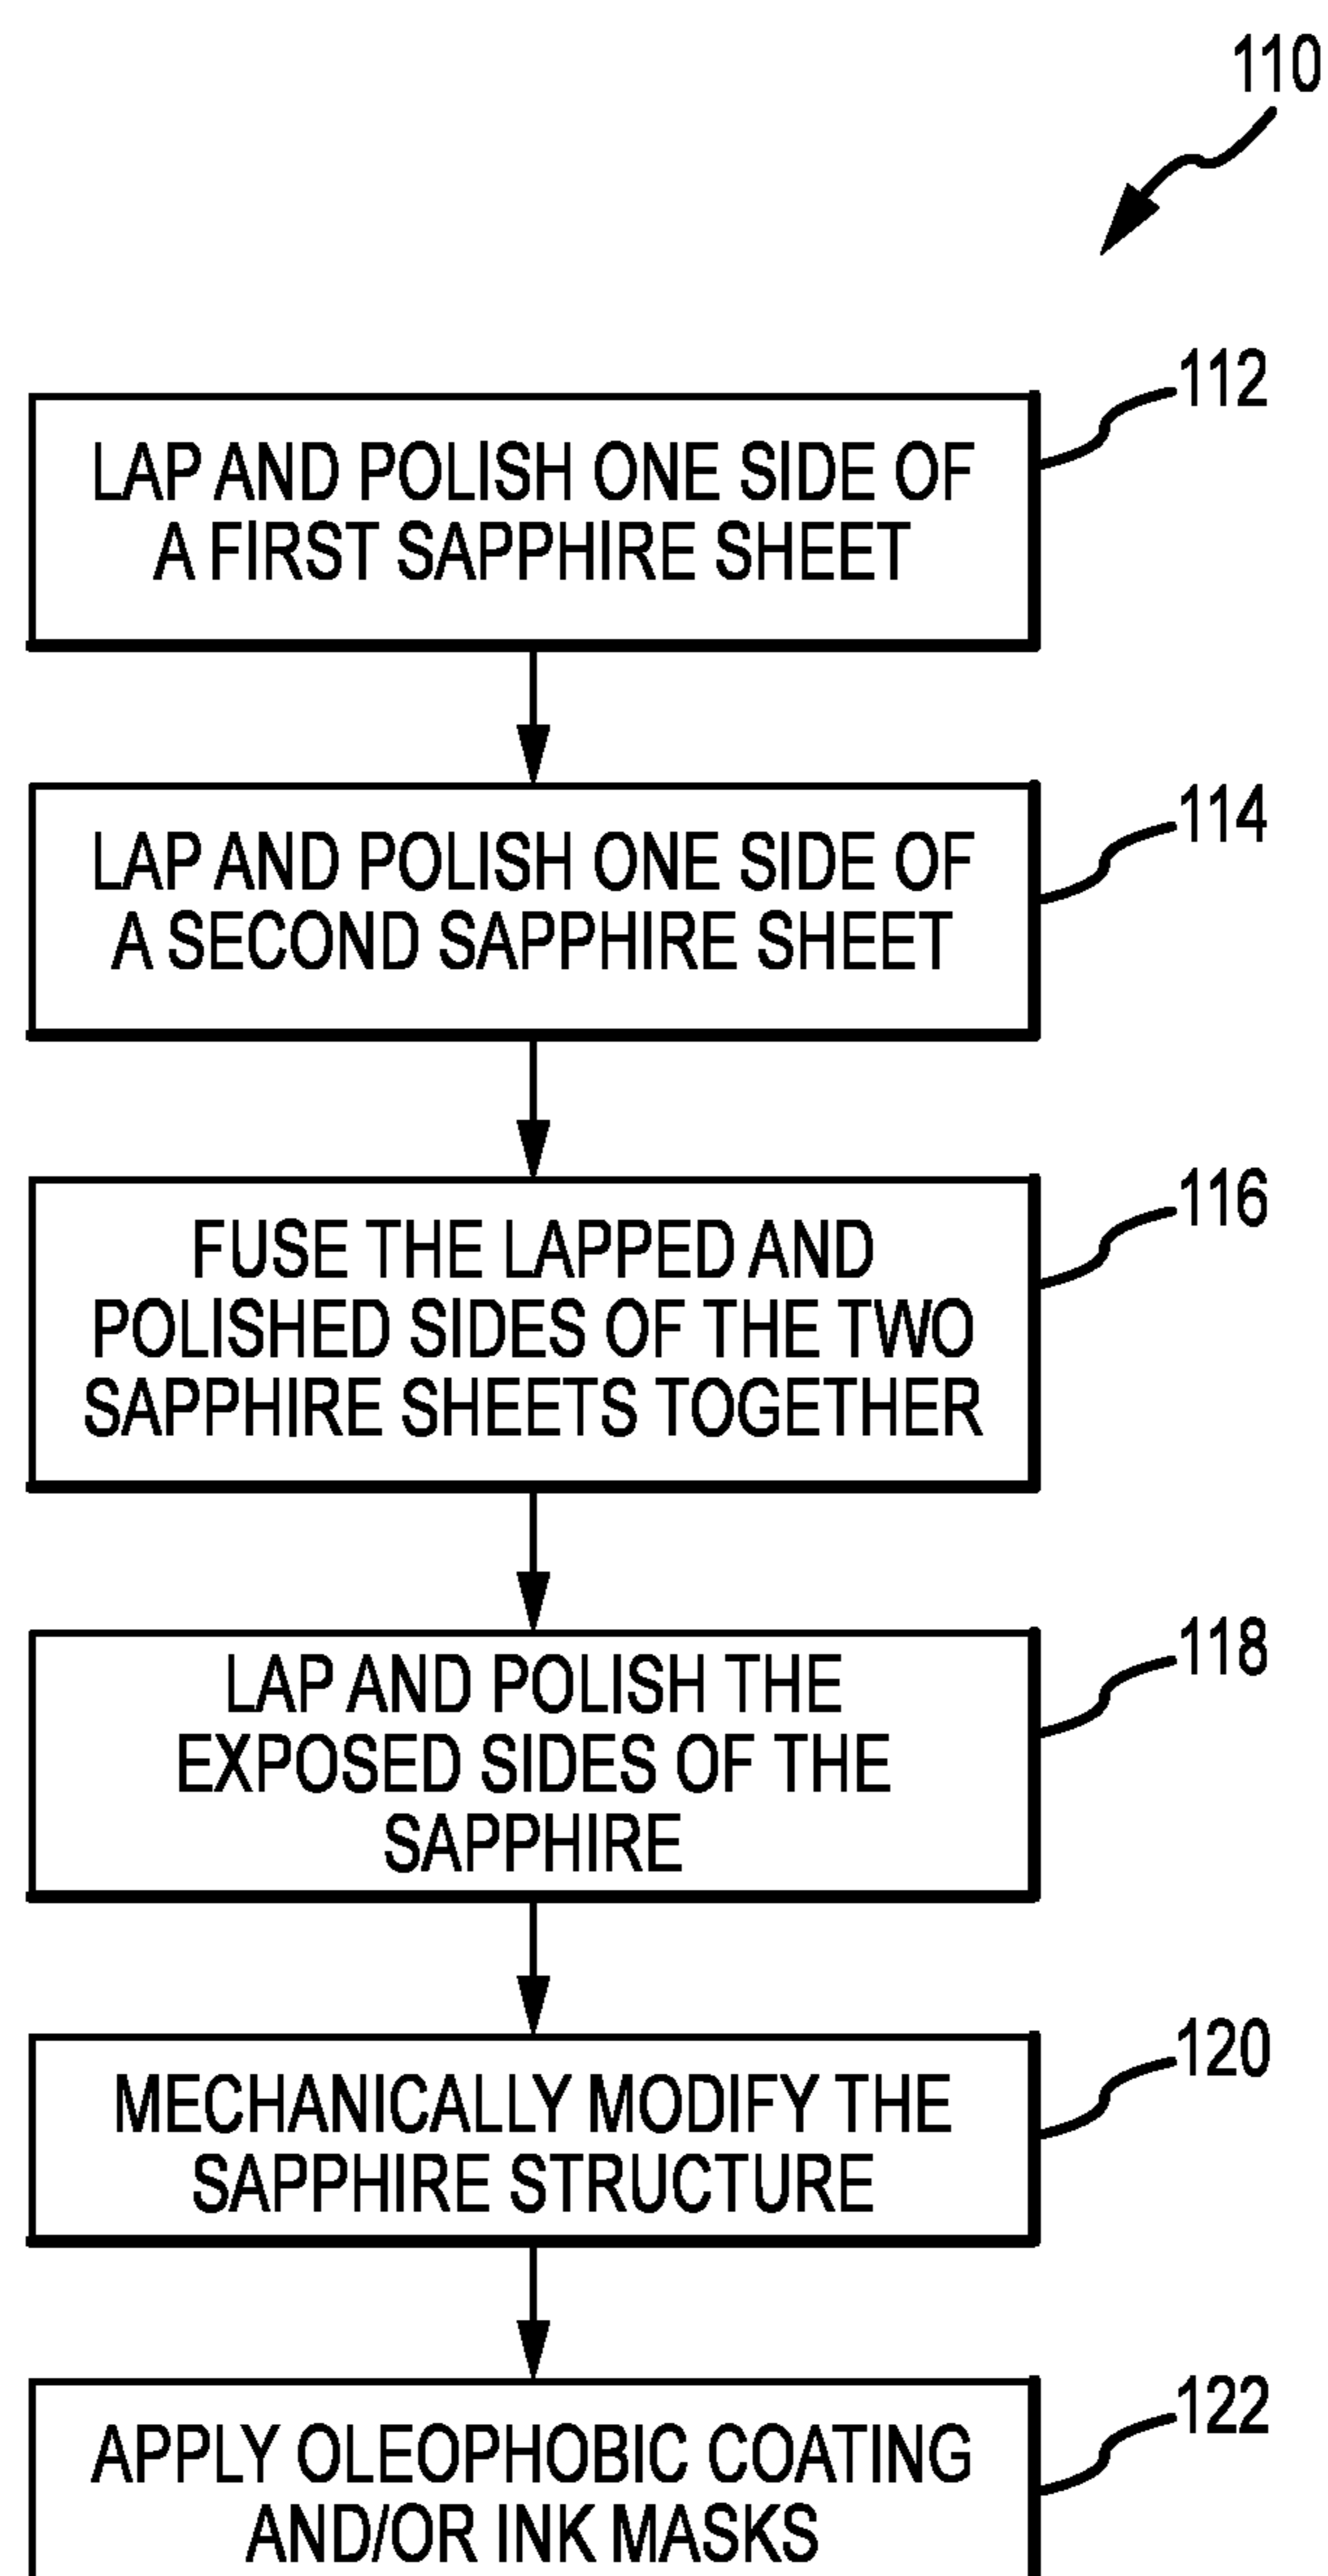 110
112
LAP AND POLISH ONE SIDE OF
A FIRST SAPPHIRE SHEET
114
LAP AND POLISH ONE SIDE OF
A SECOND SAPPHIRE SHEET
116
FUSE THE LAPPED AND
POLISHED SIDES OF THE TWO
SAPPHIRE SHEETS TOGETHER
118
LAP AND POLISH THE
EXPOSED SIDES OF THE
SAPPHIRE
120
MECHANICALLY MODIFY THE
SAPPHIRE STRUCTURE
122
APPLY OLEOPHOBIC COATING
AND/OR INK MASKS